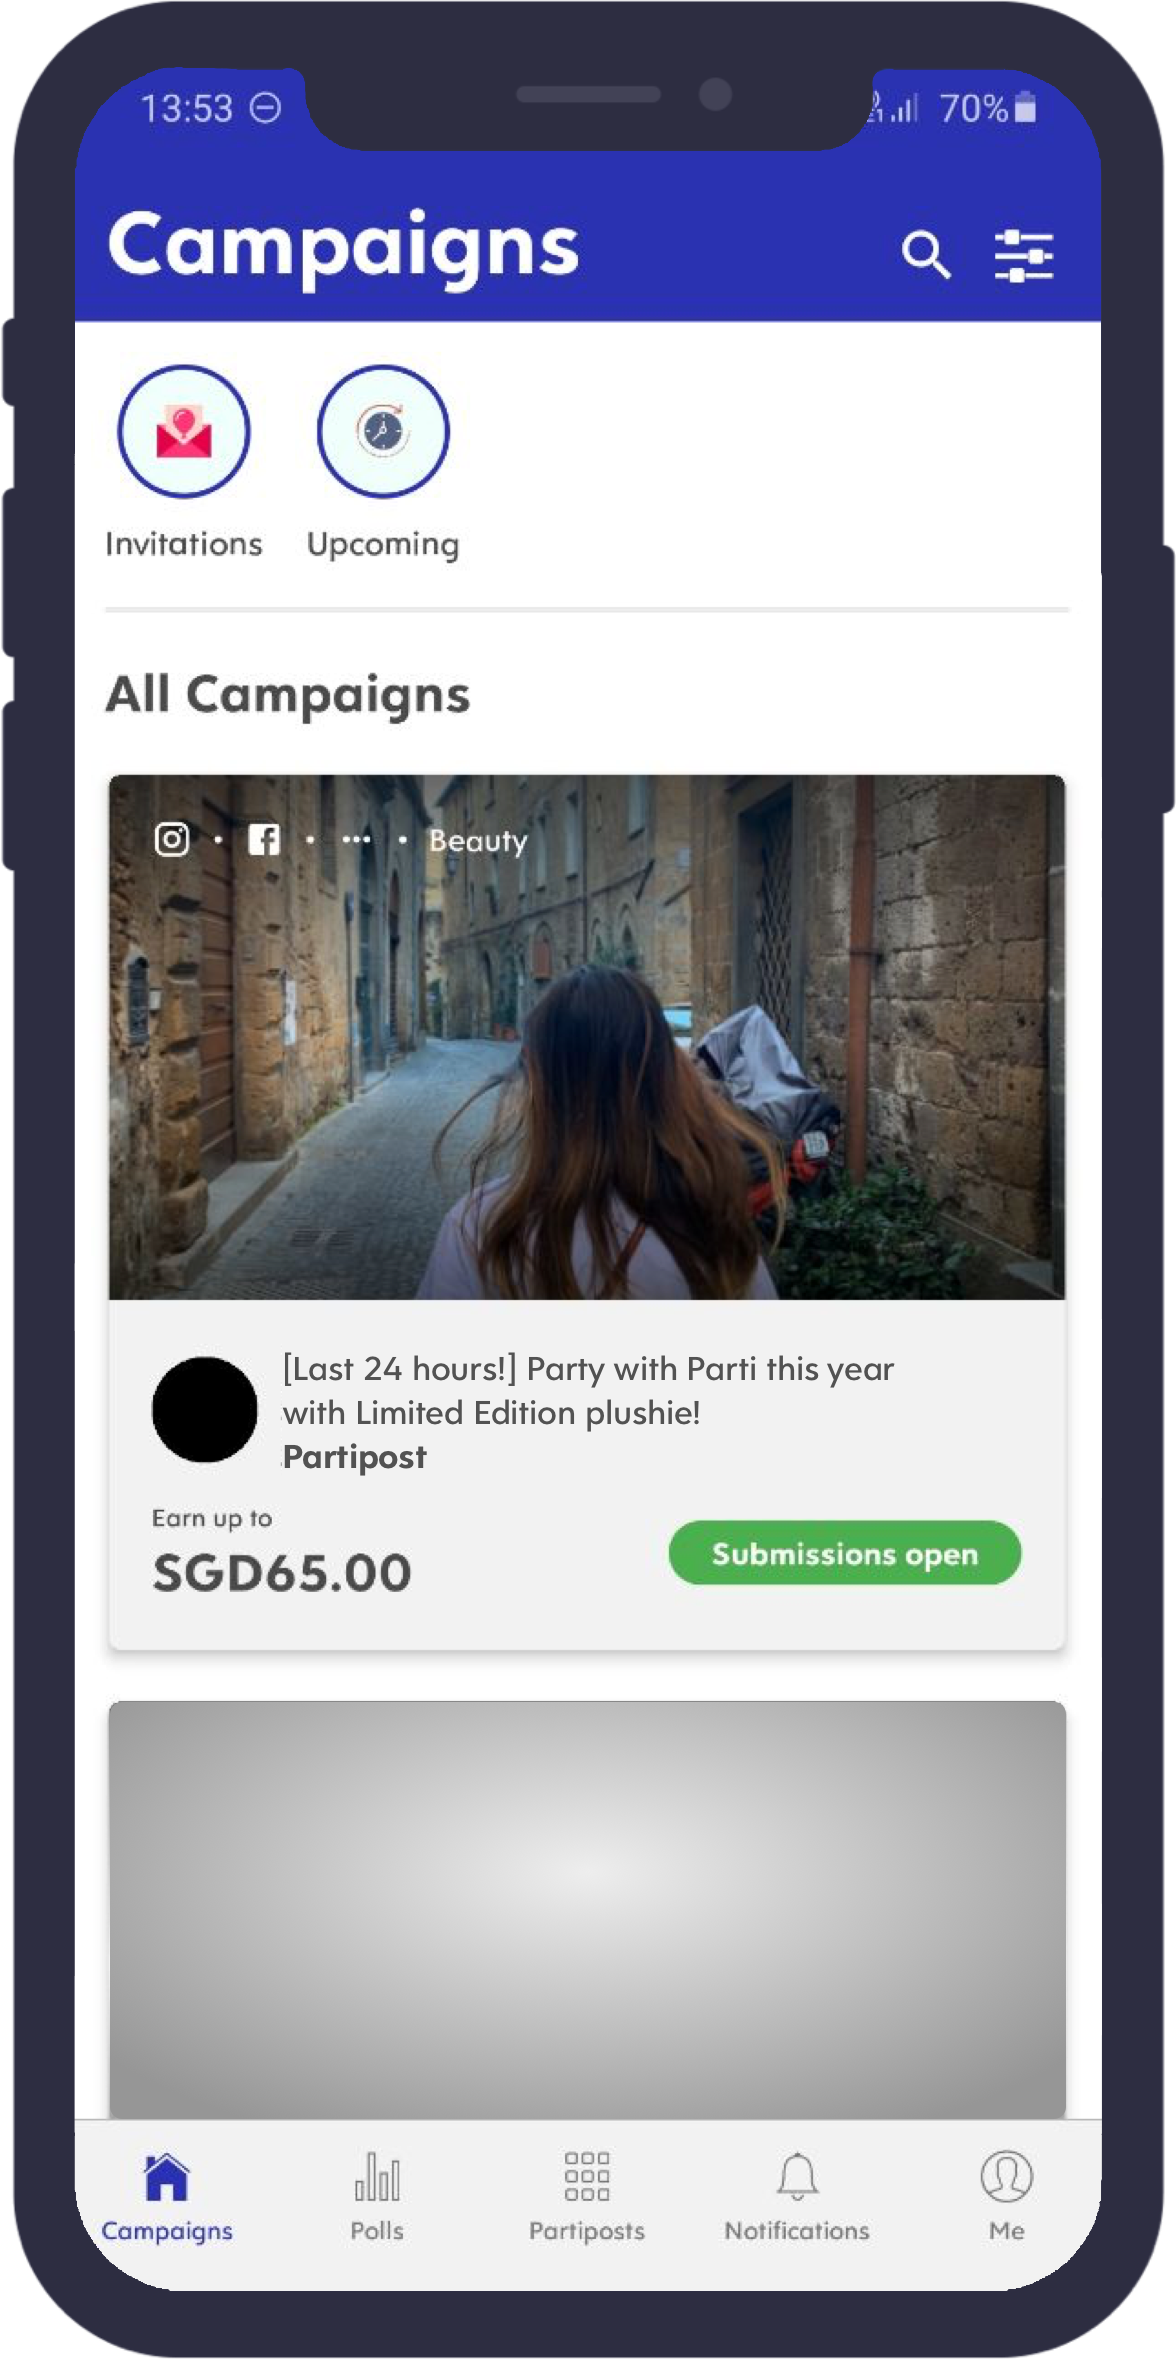 13:53
70%
Campaigns
Invitations
Upcoming
All Campaigns
Beauty
[Last 24 hours!] Party with Parti this year
with Limited Edition plushie!
Partipost
Earn up to
SGD65.00
Submissions open
Campaigns
Polls
Partiposts
Notifications
Me